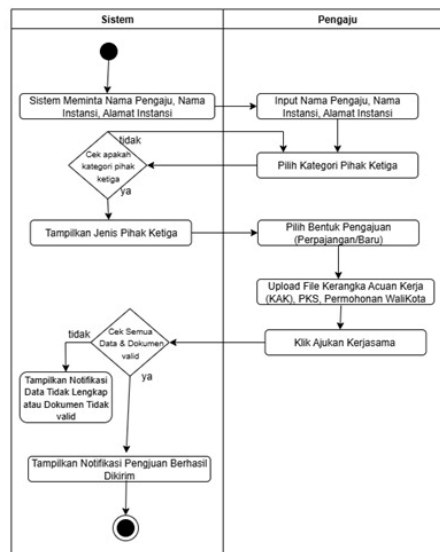 Sistem
Pengaju
Sistem Meminta Nama Pengaju, Nama
Instansi, Alamat Instansi
Input Nama Pengaju, Nama
Instansi, Alamat Instansi
tidak
Cek apakan
kategori pihak
ketiga
Pilih Kategori Pihak Ketiga
ya
Tampilkan Jenis Pihak Ketiga
Pilih Bentuk Pengajuan
(Perpajangan/Baru)
Upload File Kerangka Acuan Kerja
(KAK), PKS, Permohonan WaliKota
tidak
Cek Semua
Data & Dokumen
valid
Klik Ajukan Kerjasama
ya
Tampilkan Notifikasi
Data Tidak Lengkap
atau Dokumen Tidak
valid
Tampilkan Notifikasi Pengjuan Berhasil
Dikirim